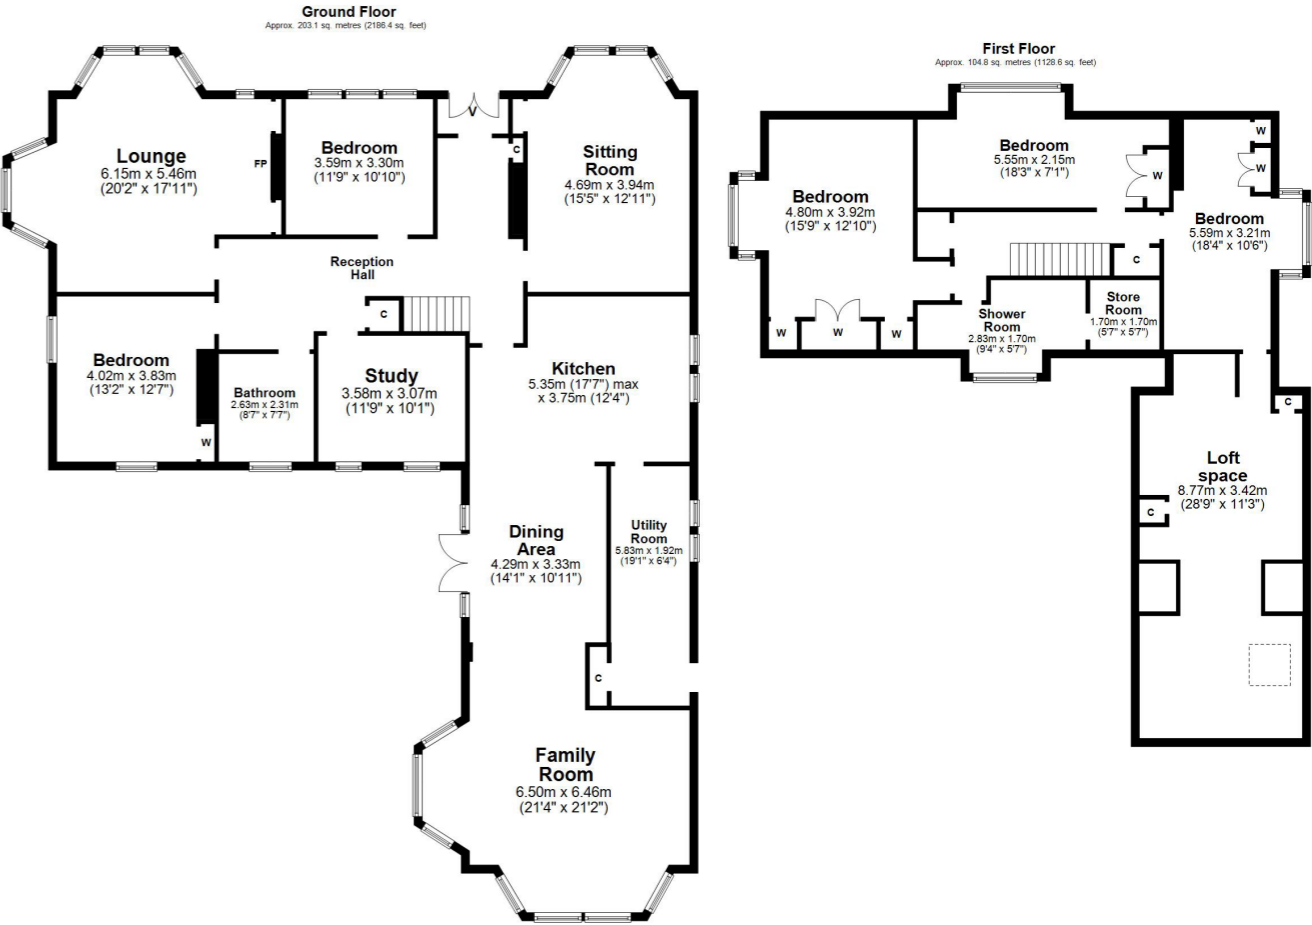 Ground Floor
Approx. 203.1 sq. metres (2186.4 sq. feet)
Lounge
6.15m x 5.46m
(20'2" x 17'11")
FP
Bedroom
3.59m x 3.30m
(11'9" x 10'10")
V
C
Sitting
Room
4.69m x 3.94m
(15'5" x 12'11")
Reception
Hall
C
Bedroom
4.02m x 3.83m
(13'2" x 12'7")
W
Bathroom
2.63m x 2.31m
(8'7" x 7'7")
Study
3.58m x 3.07m
(11'9" x 10'1")
Kitchen
5.35m (17'7") max
x 3.75m (12'4")
Dining
Area
4.29m x 3.33m
(14'1" x 10'11")
Utility
Room
5.83m x 1.92m
(19'1" x 6'4")
C
Family
Room
6.50m x 6.46m
(21'4" x 21'2")
First Floor
Approx. 104.8 sq. metres (1128.6 sq. feet)
Bedroom
4.80m x 3.92m
(15'9" x 12'10")
W
W
W
Bedroom
5.55m x 2.15m
(18'3" x 7'1")
W
W
W
Bedroom
5.59m x 3.21m
(18'4" x 10'6")
C
Shower
Room
2.83m x 1.70m
(9'4" x 5'7")
Store
Room
1.70m x 1.70m
(5'7" x 5'7")
C
Loft
space
8.77m x 3.42m
(28'9" x 11'3")
C